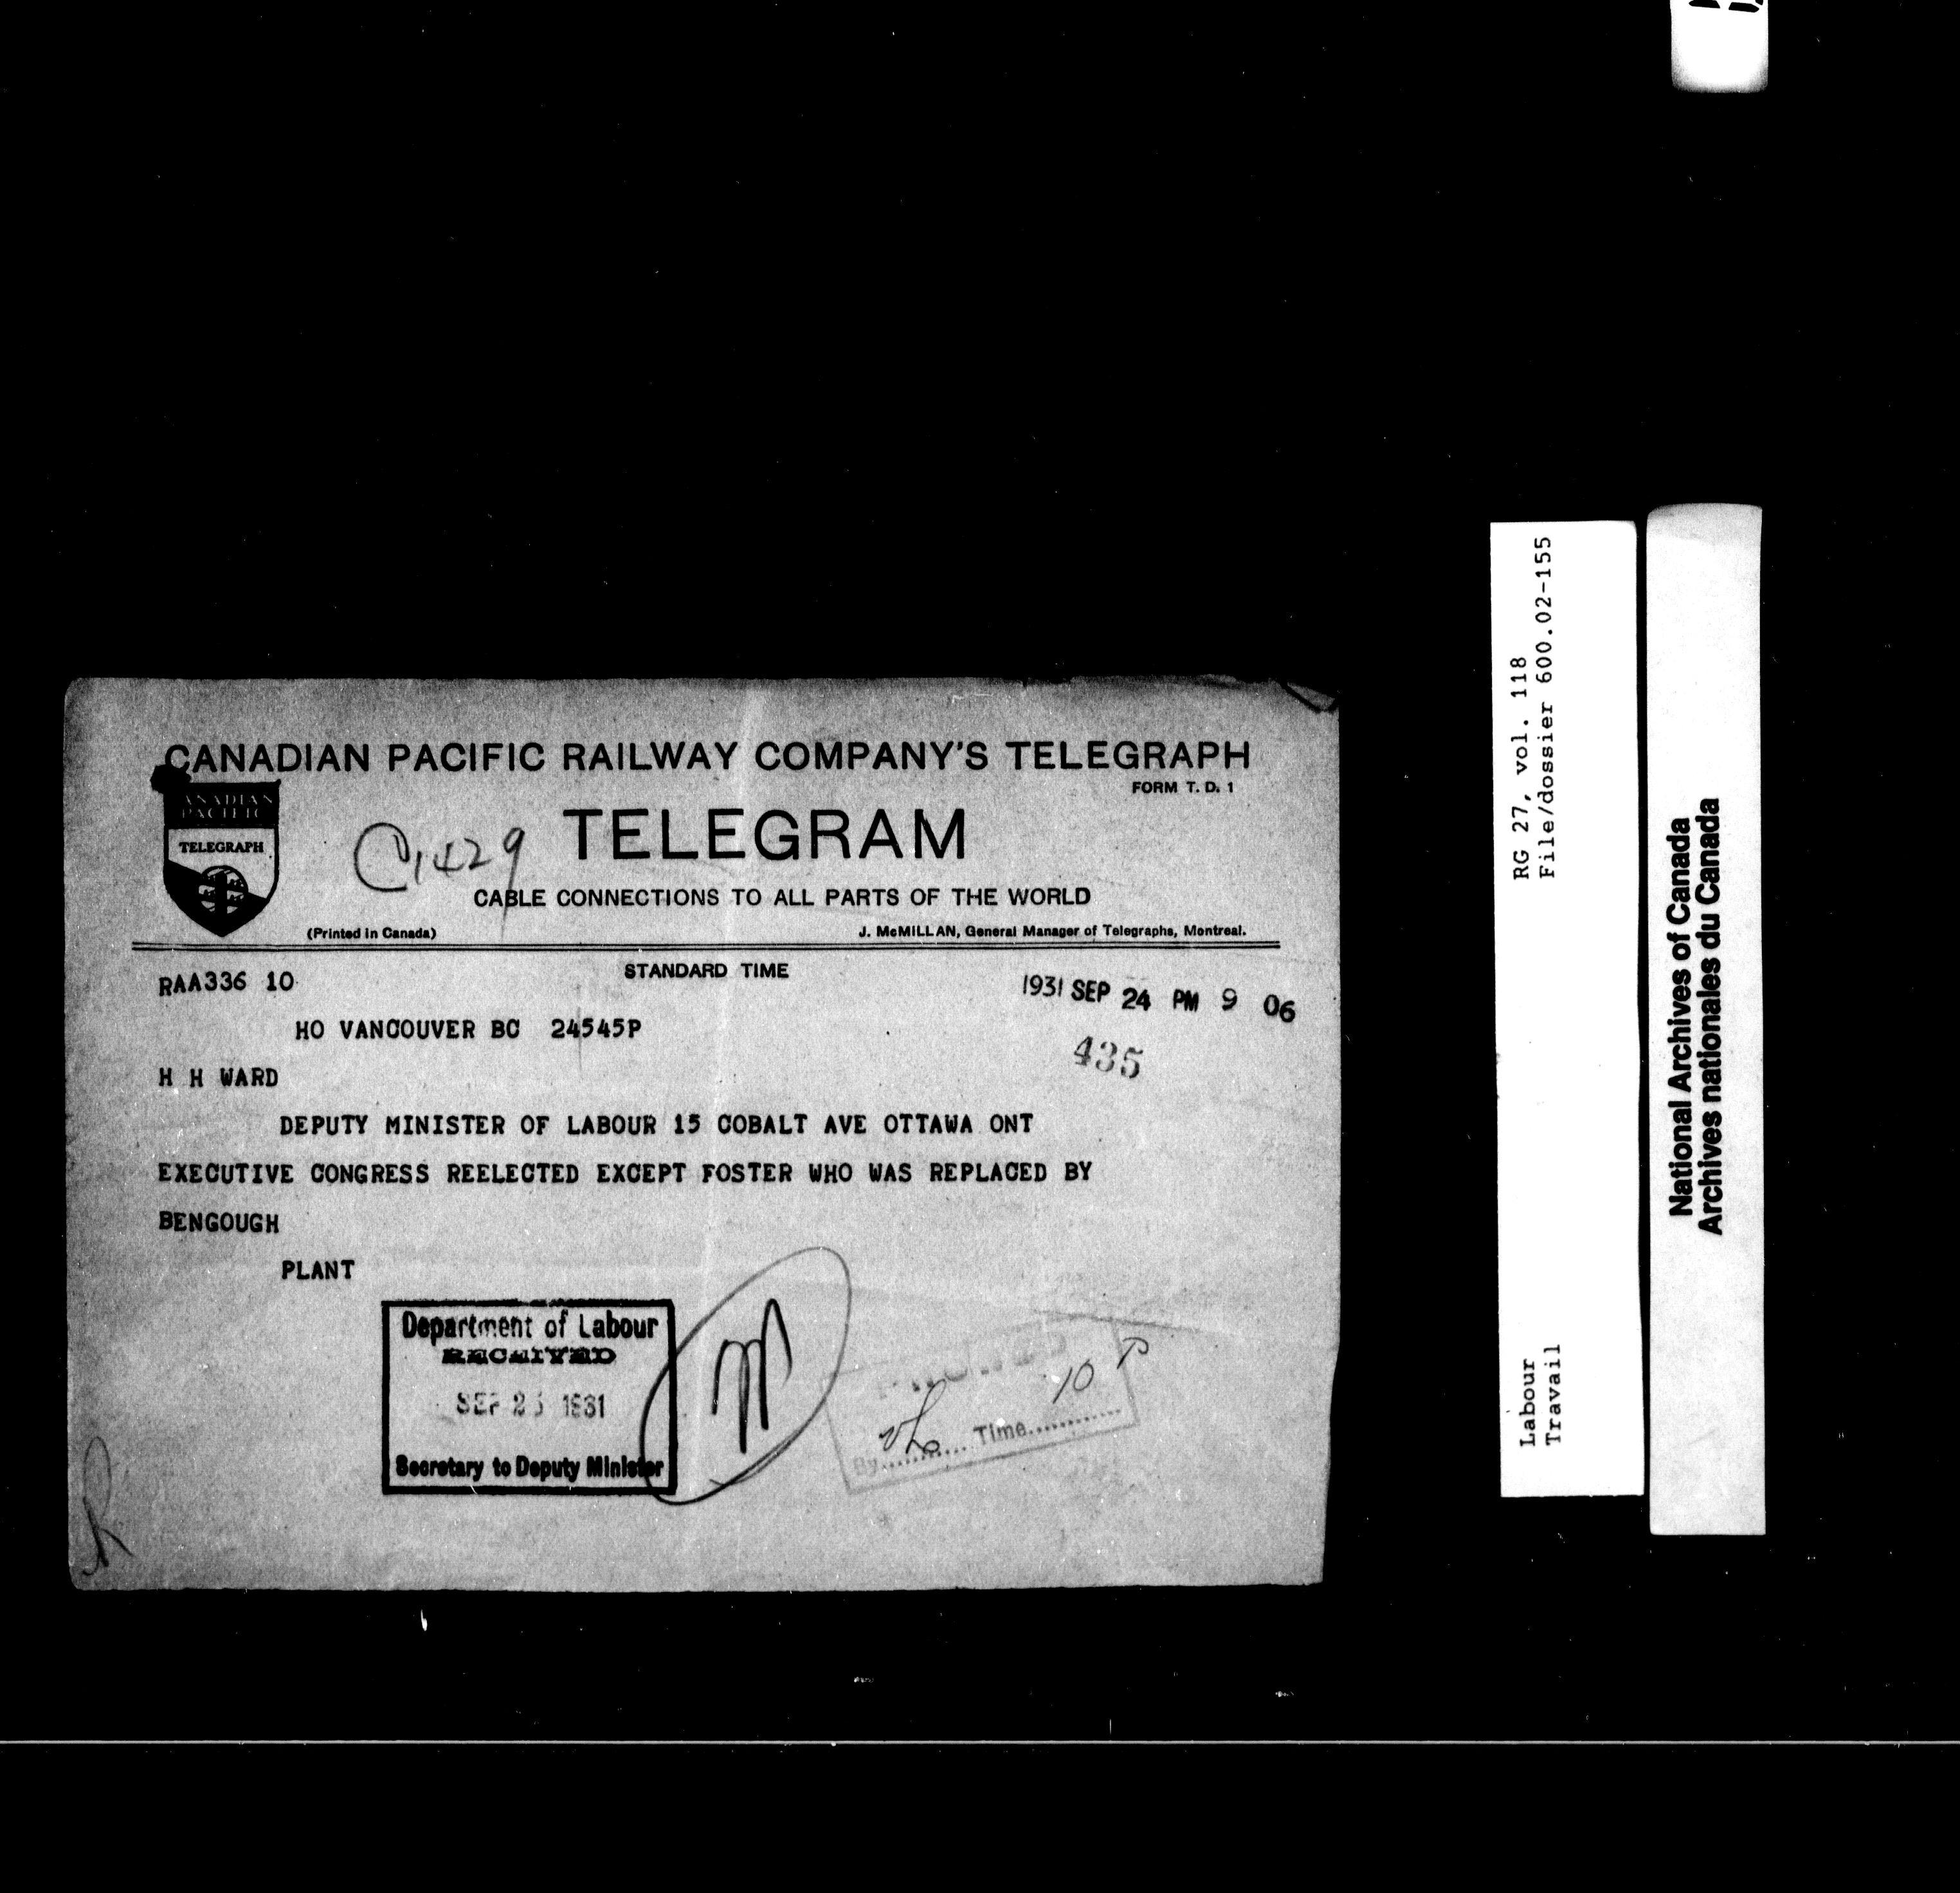 CANADIAN PACIFIC RAILWAY COMPANY'S TELEGRAPH
FORM T. D. 1
CANADIAN
PACIFIC
TELEGRAPH
TELEGRAM
1429
CABLE CONNECTIONS TO ALL PARTS OF THE WORLD
(Printed in Canada)
J. McMILLAN, General Manager of Telegraphs, Montreal.
STANDARD TIME
RAA336 10
1931 SEP 24 PM 9 06
HO VANCOUVER BC 24545P
435
H H WARD
DEPUTY MINISTER OF LABOUR 15 COBALT AVE OTTAWA ONT
EXECUTIVE CONGRESS REELECTED EXCEPT FOSTER WHO WAS REPLACED BY
BENGOUGH
PLANT
Department of Labour
RECEIVED
SEP 25 1931
Secretary to Deputy Minister
10 P
By.......... Time............
RG 27, vol. 118
File/dossier 600.02-155
Labour
Travail
National Archives of Canada
Archives nationales du Canada